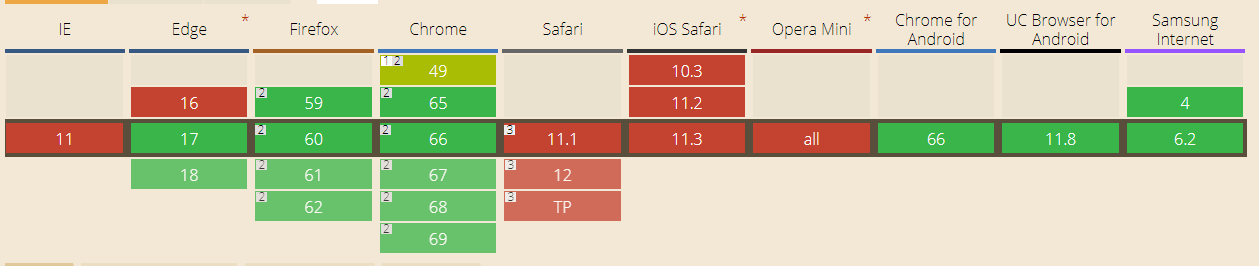 IE Edge * Firefox Chrome Safari iOS Safari * Opera Mini * Chrome for Android UC Browser for Android Samsung Internet
1 2 49 10.3
16 2 59 2 65 11.2 4
11 17 2 60 2 66 3 11.1 11.3 all 66 11.8 6.2
18 2 61 2 67 3 12
2 62 2 68 3 TP
2 69